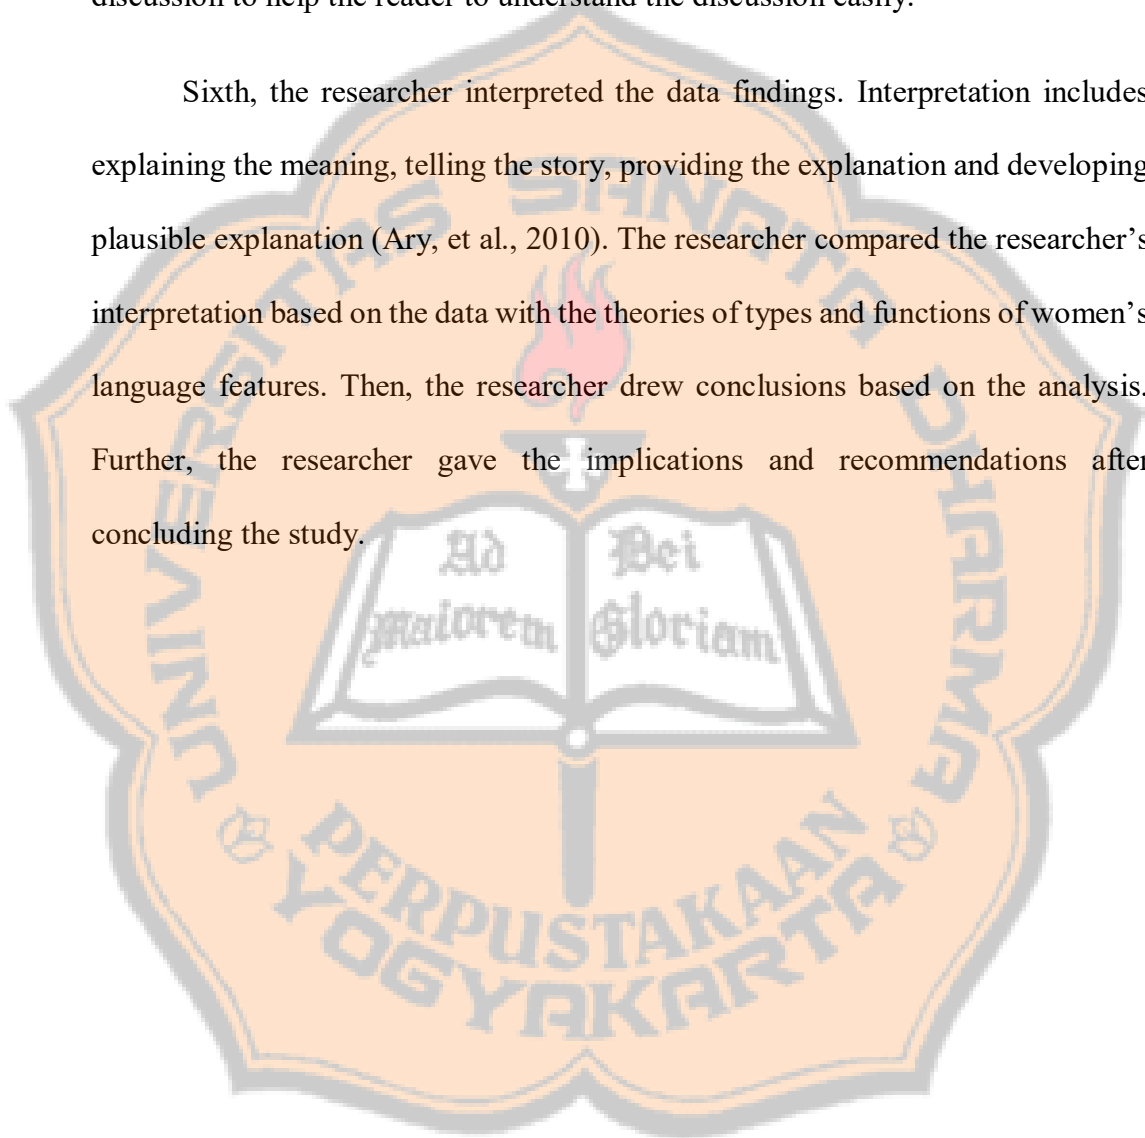 discussion to help the reader to understand the discussion easily.
Sixth, the researcher interpreted the data findings. Interpretation includes
explaining the meaning, telling the story, providing the explanation and developing
plausible explanation (Ary, et al., 2010). The researcher compared the researcher’s
interpretation based on the data with the theories of types and functions of women’s
language features. Then, the researcher drew conclusions based on the analysis.
Further, the researcher gave the implications and recommendations after
concluding the study.
UNIVERSITAS SANATA DHARMA
Ad
Maiorem
Dei
Gloriam
PERPUSTAKAAN
YOGYAKARTA